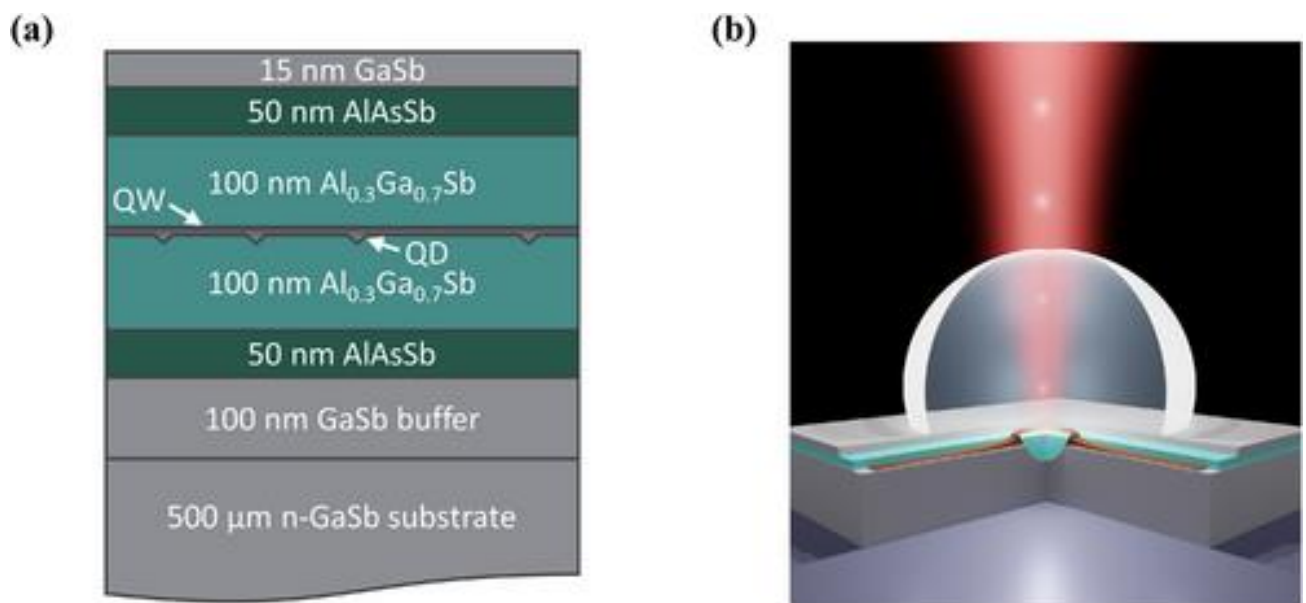 (a)
15 nm GaSb
50 nm AlAsSb
100 nm Al₀.₃Ga₀.₇Sb
QW
QD
100 nm Al₀.₃Ga₀.₇Sb
50 nm AlAsSb
100 nm GaSb buffer
500 µm n-GaSb substrate
(b)